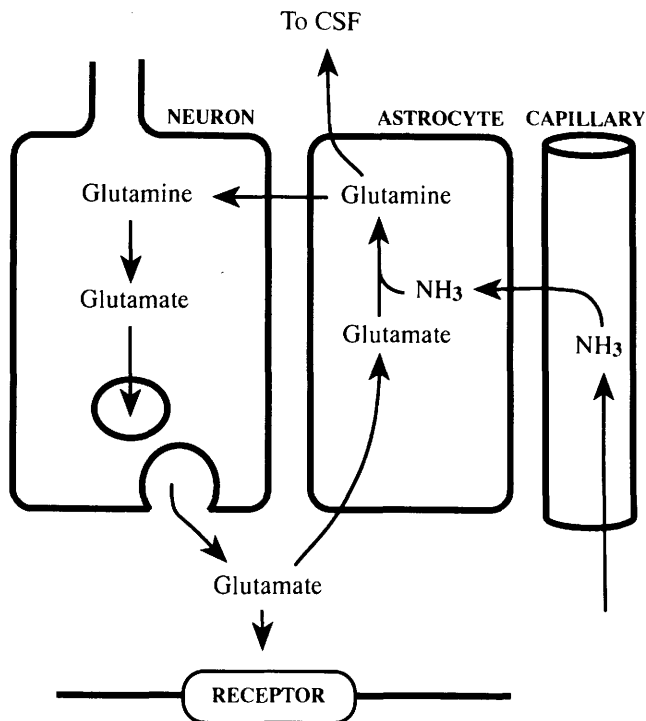 To CSF
NEURON
ASTROCYTE
CAPILLARY
Glutamine
Glutamine
Glutamate
NH3
Glutamate
NH3
Glutamate
RECEPTOR